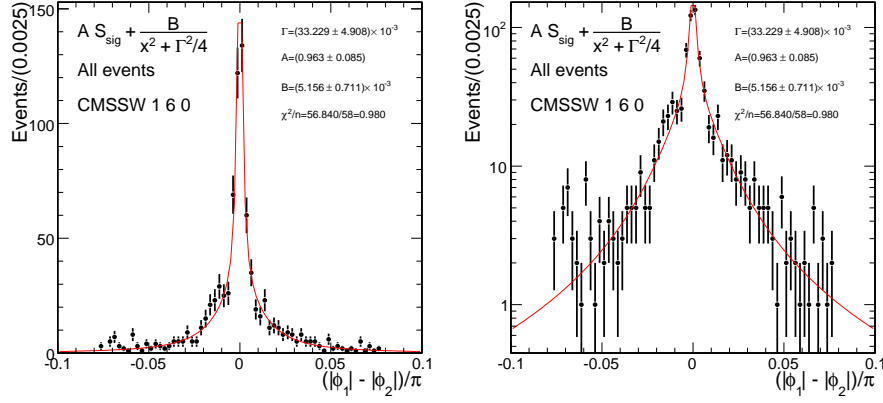 Events/(0.0025)
A S_sig + B / (x² + Γ²/4)
All events
CMSSW 1 6 0
Γ=(33.229 ± 4.908)× 10⁻³
A=(0.963 ± 0.085)
B=(5.156 ± 0.711)× 10⁻³
χ²/n=56.840/58=0.980
150
100
50
0
-0.1 -0.05 0 0.05 0.1
(|ϕ₁| - |ϕ₂|)/π
Events/(0.0025)
A S_sig + B / (x² + Γ²/4)
All events
CMSSW 1 6 0
Γ=(33.229 ± 4.908)× 10⁻³
A=(0.963 ± 0.085)
B=(5.156 ± 0.711)× 10⁻³
χ²/n=56.840/58=0.980
10²
10
1
-0.1 -0.05 0 0.05 0.1
(|ϕ₁| - |ϕ₂|)/π